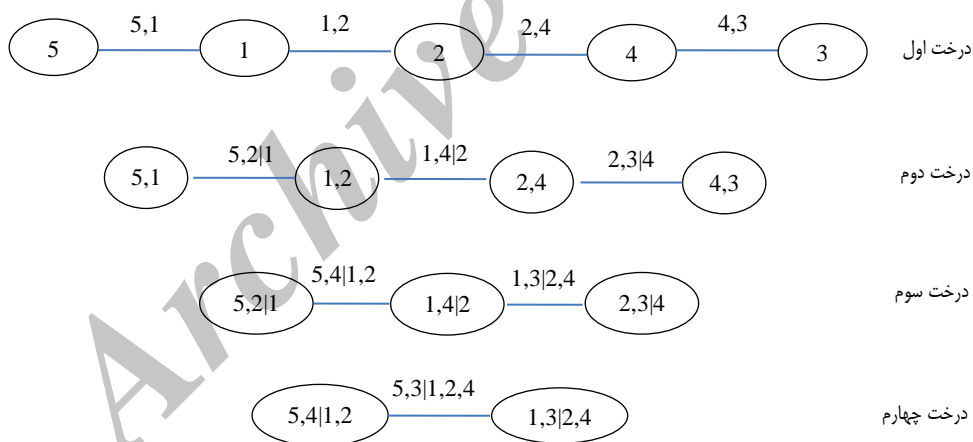 5,1 1,2 2,4 4,3
5 1 2 4 3 درخت اول
5,2|1 1,4|2 2,3|4
5,1 1,2 2,4 4,3 درخت دوم
5,4|1,2 1,3|2,4
5,2|1 1,4|2 2,3|4 درخت سوم
5,3|1,2,4
5,4|1,2 1,3|2,4 درخت چهارم
Archive